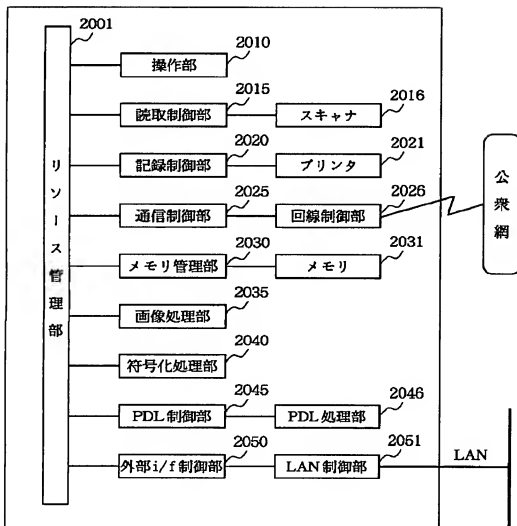 2001
リソース管理部
2010
操作部
2015
読取制御部
2016
スキャナ
2020
記録制御部
2021
プリンタ
2025
通信制御部
2026
回線制御部
公衆網
2030
メモリ管理部
2031
メモリ
2035
画像処理部
2040
符号化処理部
2045
PDL制御部
2046
PDL処理部
2050
外部i/f制御部
2051
LAN制御部
LAN